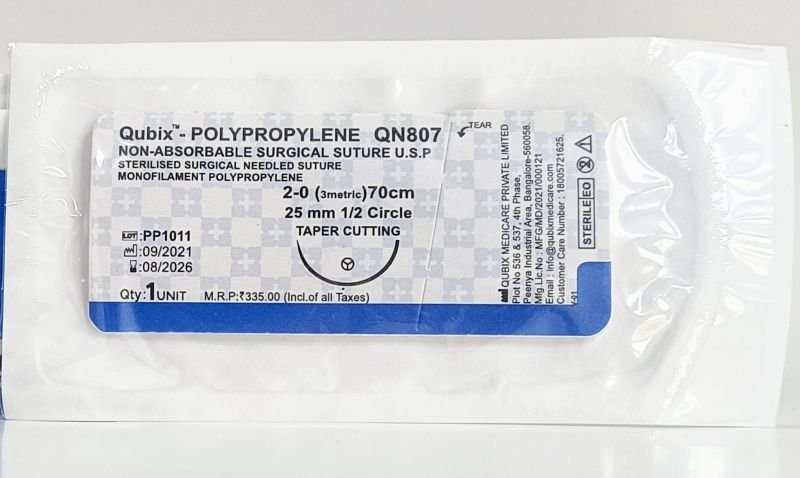 Qubix™- POLYPROPYLENE QN807
NON-ABSORBABLE SURGICAL SUTURE U.S.P
STERILISED SURGICAL NEEDLED SUTURE
MONOFILAMENT POLYPROPYLENE
2-0 (3metric)70cm
25 mm 1/2 Circle
TAPER CUTTING
LOT :PP1011
:09/2021
:08/2026
Qty:1UNIT M.R.P:₹335.00 (Incl.of all Taxes)
TEAR
QUBIX MEDICARE PRIVATE LIMITED
Plot No 536 & 537, 4th Phase,
Peenya Industrial Area, Bangalore-560058.
Mfg.Lic.No : MFG/MD/2021/000121
Email : info@qubixmedicare.com
Customer Care Number : 18005721625.
STERILE EO